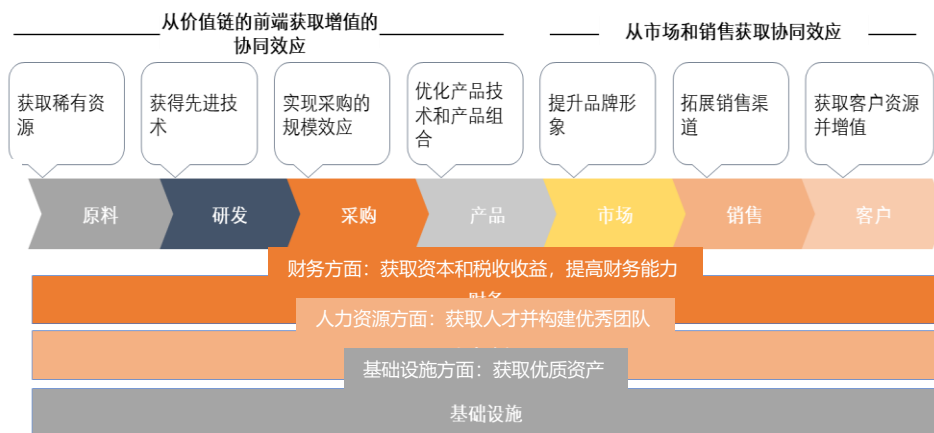 从价值链的前端获取增值的
协同效应
从市场和销售获取协同效应
获取稀有资
源
获得先进技
术
实现采购的
规模效应
优化产品技
术和产品组
合
提升品牌形
象
拓展销售渠
道
获取客户资源
并增值
原料
研发
采购
产品
市场
销售
客户
财务方面：获取资本和税收收益，提高财务能力
财务
人力资源方面：获取人才并构建优秀团队
基础设施方面：获取优质资产
基础设施